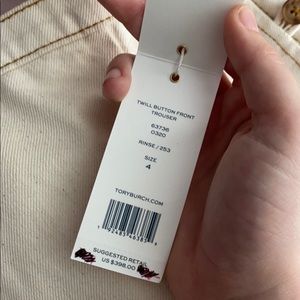 TWILL BUTTON FRONT
TROUSER
63736
0320
RINSE / 253
SIZE
4
TORYBURCH.COM
SUGGESTED RETAIL
US $398.00